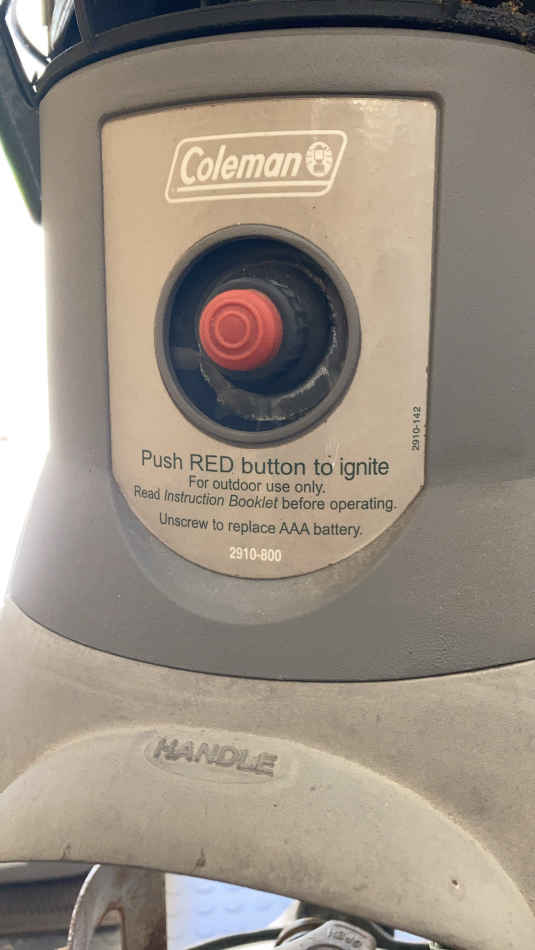 Coleman
2910-142
Push RED button to ignite
For outdoor use only.
Read Instruction Booklet before operating.
Unscrew to replace AAA battery.
2910-800
HANDLE